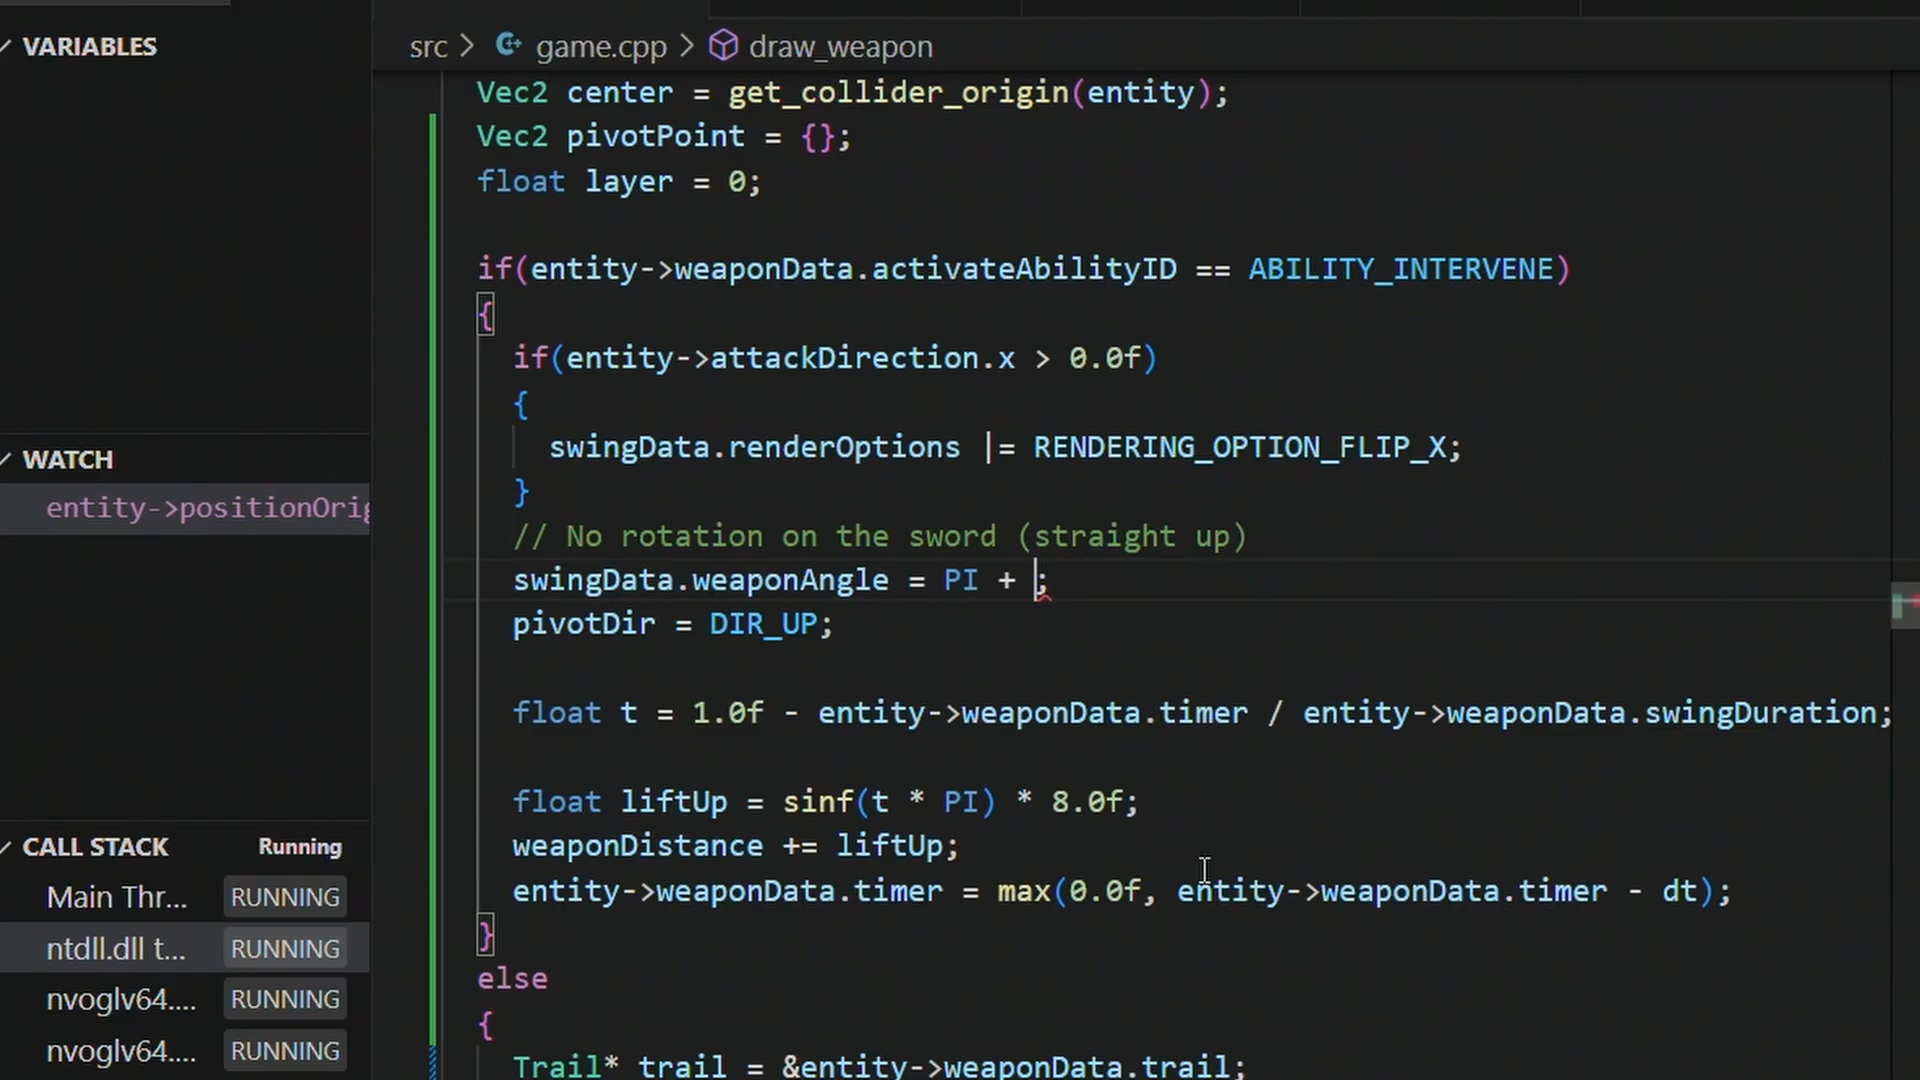 VARIABLES
WATCH
entity->positionOrig
CALL STACK Running
Main Thr... RUNNING
ntdll.dll t... RUNNING
nvoglv64.... RUNNING
nvoglv64.... RUNNING
src > game.cpp > draw_weapon
Vec2 center = get_collider_origin(entity);
Vec2 pivotPoint = {};
float layer = 0;
if(entity->weaponData.activateAbilityID == ABILITY_INTERVENE)
{
if(entity->attackDirection.x > 0.0f)
{
swingData.renderOptions |= RENDERING_OPTION_FLIP_X;
}
// No rotation on the sword (straight up)
swingData.weaponAngle = PI + ;
pivotDir = DIR_UP;
float t = 1.0f - entity->weaponData.timer / entity->weaponData.swingDuration;
float liftUp = sinf(t * PI) * 8.0f;
weaponDistance += liftUp;
entity->weaponData.timer = max(0.0f, entity->weaponData.timer - dt);
}
else
{
Trail* trail = &entity->weaponData.trail;